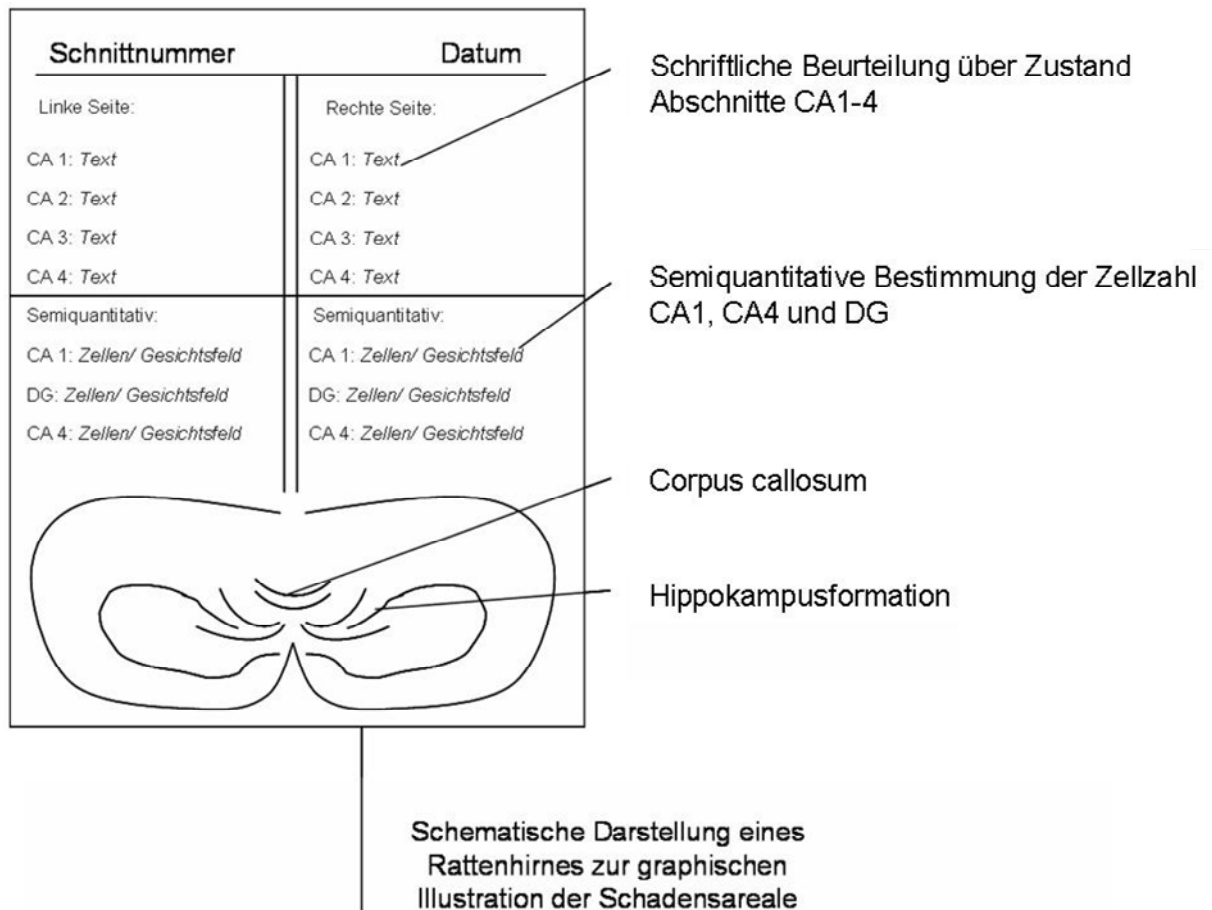 Schnittnummer Datum
Linke Seite: Rechte Seite:
CA 1: Text CA 1: Text
CA 2: Text CA 2: Text
CA 3: Text CA 3: Text
CA 4: Text CA 4: Text
Semiquantitativ: Semiquantitativ:
CA 1: Zellen/ Gesichtsfeld CA 1: Zellen/ Gesichtsfeld
DG: Zellen/ Gesichtsfeld DG: Zellen/ Gesichtsfeld
CA 4: Zellen/ Gesichtsfeld CA 4: Zellen/ Gesichtsfeld
Schriftliche Beurteilung über Zustand
Abschnitte CA1-4
Semiquantitative Bestimmung der Zellzahl
CA1, CA4 und DG
Corpus callosum
Hippokampusformation
Schematische Darstellung eines
Rattenhirnes zur graphischen
Illustration der Schadensareale